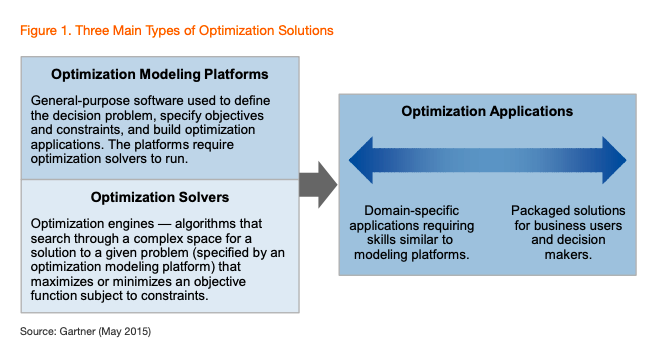 Figure 1. Three Main Types of Optimization Solutions
Optimization Modeling Platforms
General-purpose software used to define
the decision problem, specify objectives
and constraints, and build optimization
applications. The platforms require
optimization solvers to run.
Optimization Solvers
Optimization engines — algorithms that
search through a complex space for a
solution to a given problem (specified by an
optimization modeling platform) that
maximizes or minimizes an objective
function subject to constraints.
Optimization Applications
Domain-specific
applications requiring
skills similar to
modeling platforms.
Packaged solutions
for business users
and decision
makers.
Source: Gartner (May 2015)